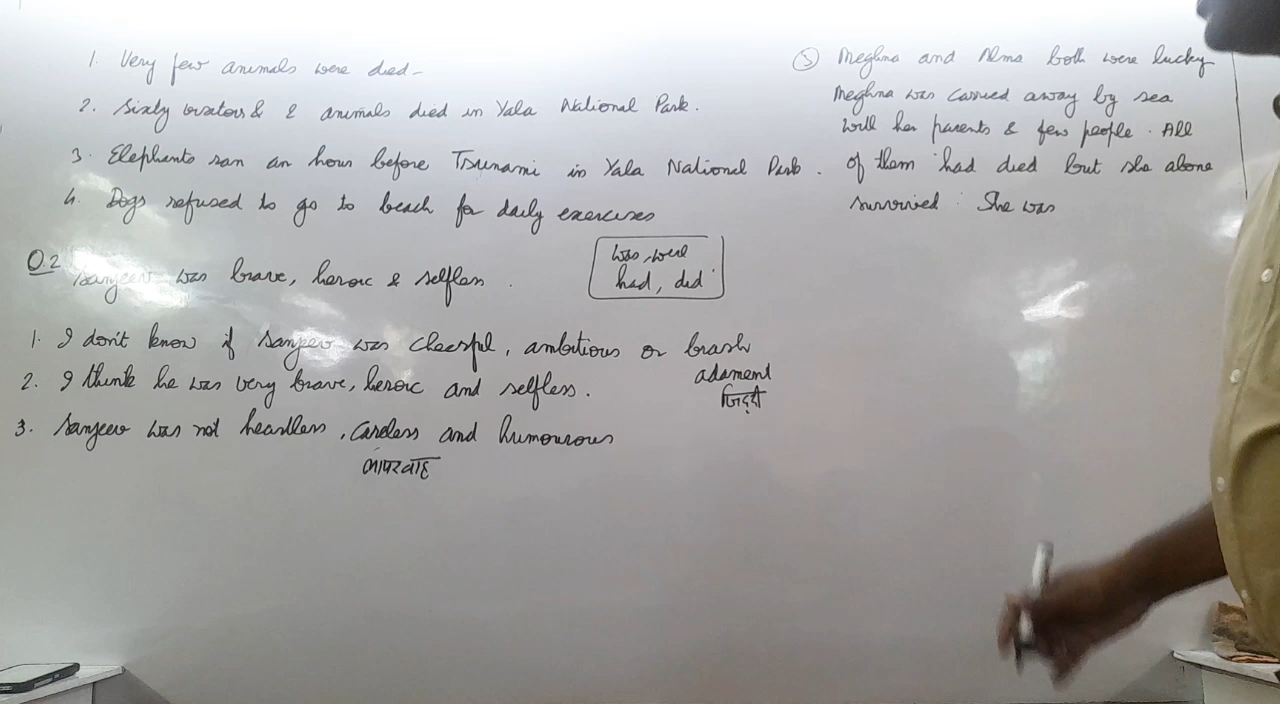 1. Very few animals were died-
2. Sixty visitors & 2 animals died in Yala National Park.
3. Elephants ran an hour before Tsunami in Yala National Park.
4. Dogs refused to go to beach for daily exercises
Q.2 Sanjeev was brave, heroic & selfless.
was, were
had, did
1. I don't know if Sanjeev was cheerful, ambitious or brash
adament
जिद्दी
2. I think he was very brave, heroic and selfless.
3. Sanjeev was not heartless, careless and humourous
लापरवाह
Meghna and Alma both were lucky
Meghna was carried away by sea
with her parents & few people. All
of them had died but she alone
survived. She was